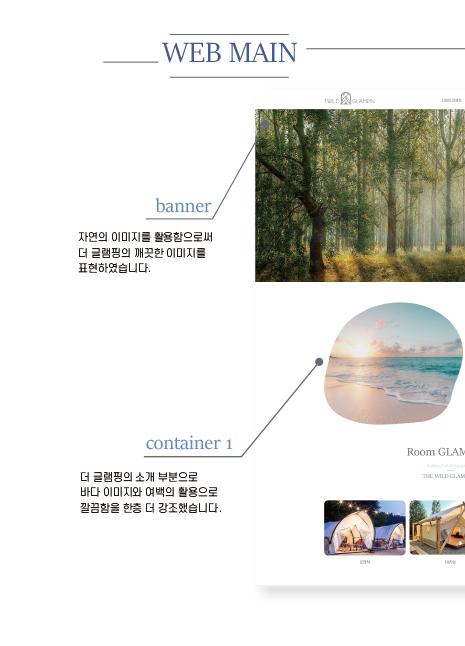 WEB MAIN
TWILD GLAMPIN
banner
자연의 이미지를 활용함으로써
더 글램핑의 깨끗한 이미지를
표현하였습니다.
container 1
더 글램핑의 소개 부분으로
바다 이미지와 여백의 활용으로
깔끔함을 한층 더 강조했습니다.
Room GLAM
THE WILD GLAM